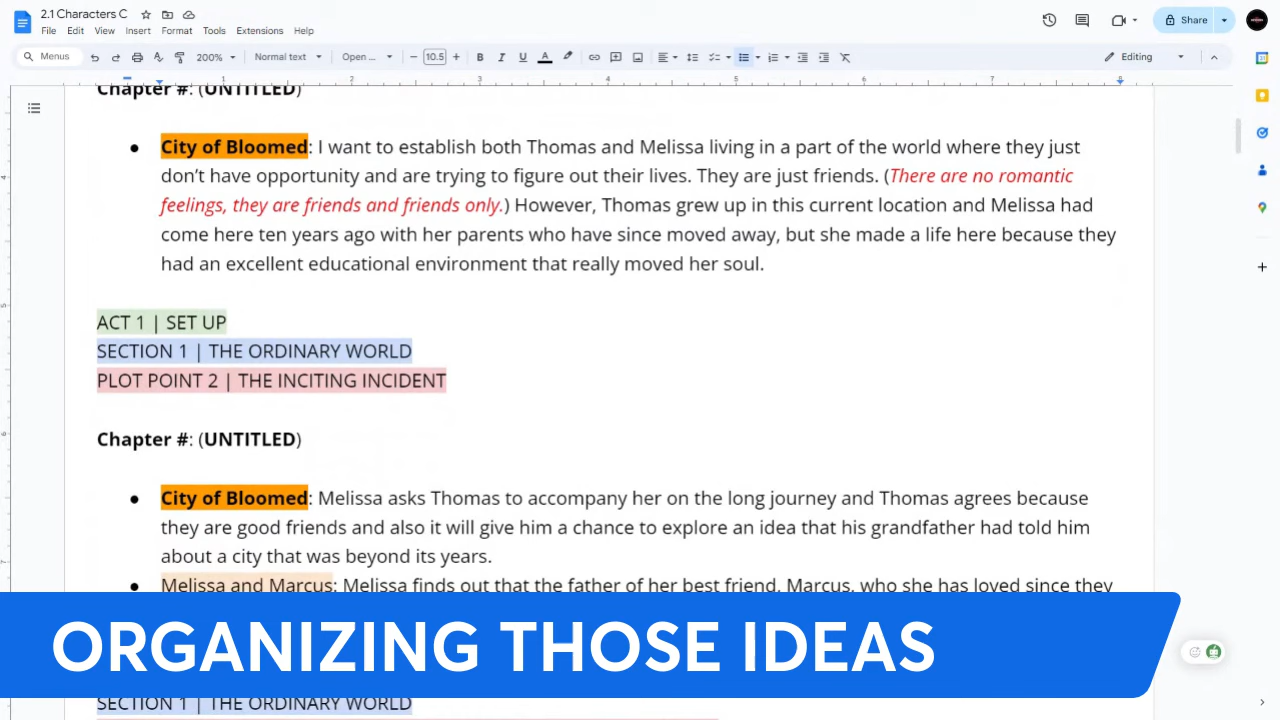 2.1 Characters C
File Edit View Insert Format Tools Extensions Help
Share
Menus
200%
Normal text
Open ...
10.5
Editing
1 2 3 4 5 6 7 8
Chapter #: (UNTITLED)
● City of Bloomed: I want to establish both Thomas and Melissa living in a part of the world where they just
don’t have opportunity and are trying to figure out their lives. They are just friends. (There are no romantic
feelings, they are friends and friends only.) However, Thomas grew up in this current location and Melissa had
come here ten years ago with her parents who have since moved away, but she made a life here because they
had an excellent educational environment that really moved her soul.
ACT 1 | SET UP
SECTION 1 | THE ORDINARY WORLD
PLOT POINT 2 | THE INCITING INCIDENT
Chapter #: (UNTITLED)
● City of Bloomed: Melissa asks Thomas to accompany her on the long journey and Thomas agrees because
they are good friends and also it will give him a chance to explore an idea that his grandfather had told him
about a city that was beyond its years.
● Melissa and Marcus: Melissa finds out that the father of her best friend, Marcus, who she has loved since they
ORGANIZING THOSE IDEAS
SECTION 1 | THE ORDINARY WORLD